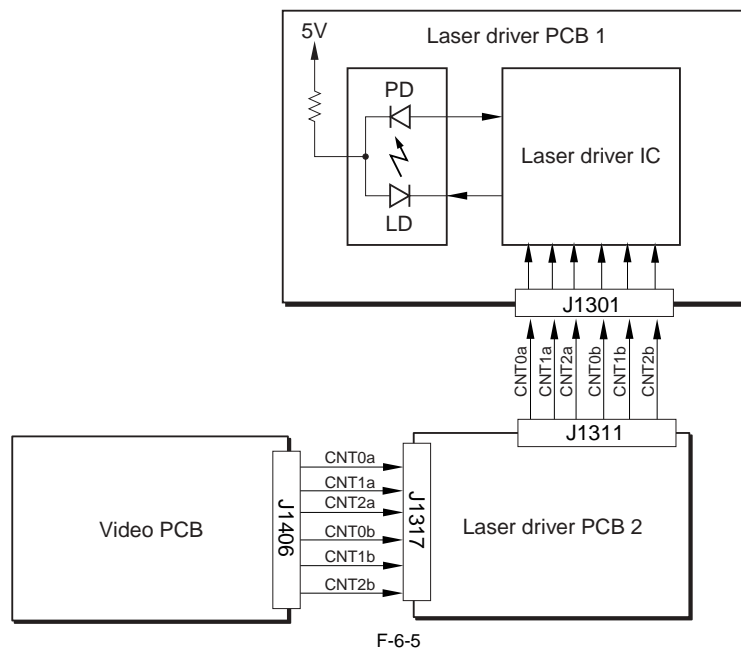 5V
Laser driver PCB 1
PD
LD
Laser driver IC
J1301
CNT0a
CNT1a
CNT2a
CNT0b
CNT1b
CNT2b
J1311
Video PCB
J1406
CNT0a
CNT1a
CNT2a
CNT0b
CNT1b
CNT2b
J1317
Laser driver PCB 2
F-6-5